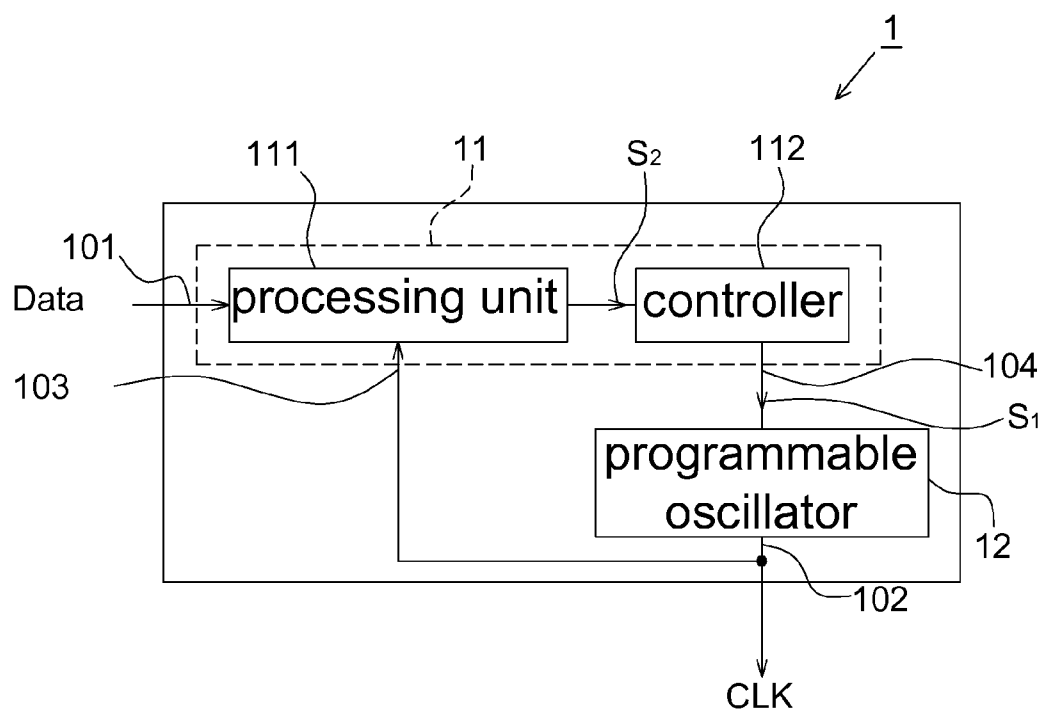 1
111
11
S2
112
101
Data
processing unit
controller
103
104
S1
programmable
oscillator
12
102
CLK